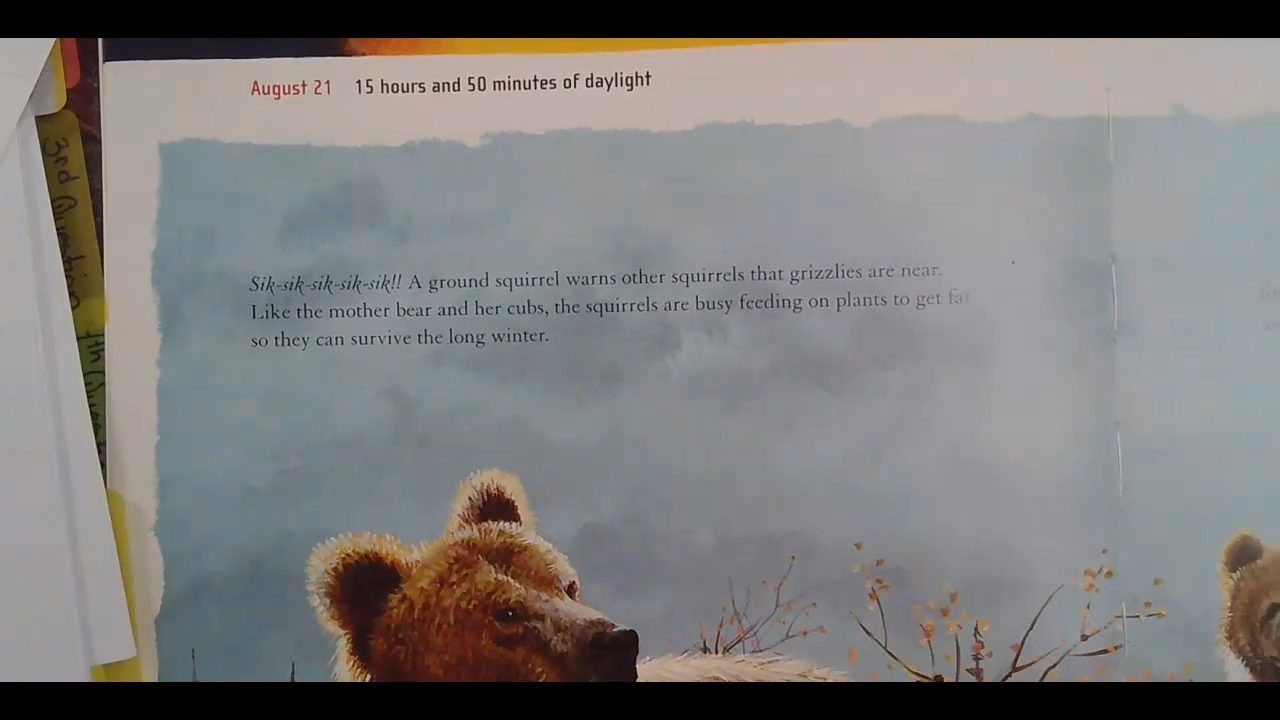 August 21 15 hours and 50 minutes of daylight
Sik-sik-sik-sik-sik!! A ground squirrel warns other squirrels that grizzlies are near.
Like the mother bear and her cubs, the squirrels are busy feeding on plants to get fat
so they can survive the long winter.
3rd